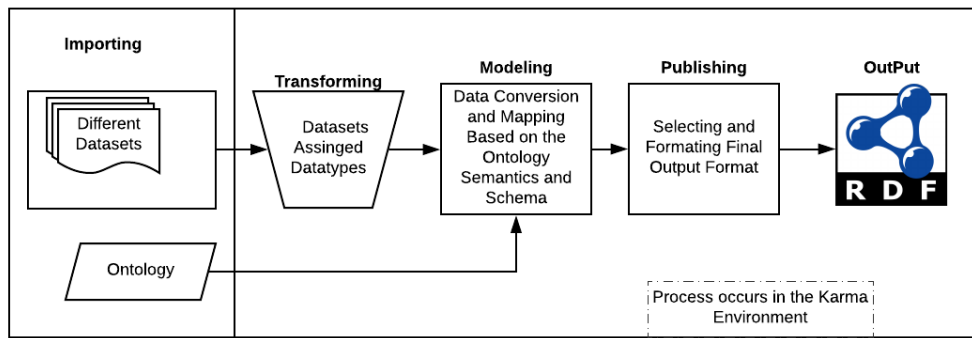 Importing
Different
Datasets
Ontology
Transforming
Datasets
Assinged
Datatypes
Modeling
Data Conversion
and Mapping
Based on the
Ontology
Semantics and
Schema
Publishing
Selecting and
Formating Final
Output Format
OutPut
R D F
Process occurs in the Karma
Environment